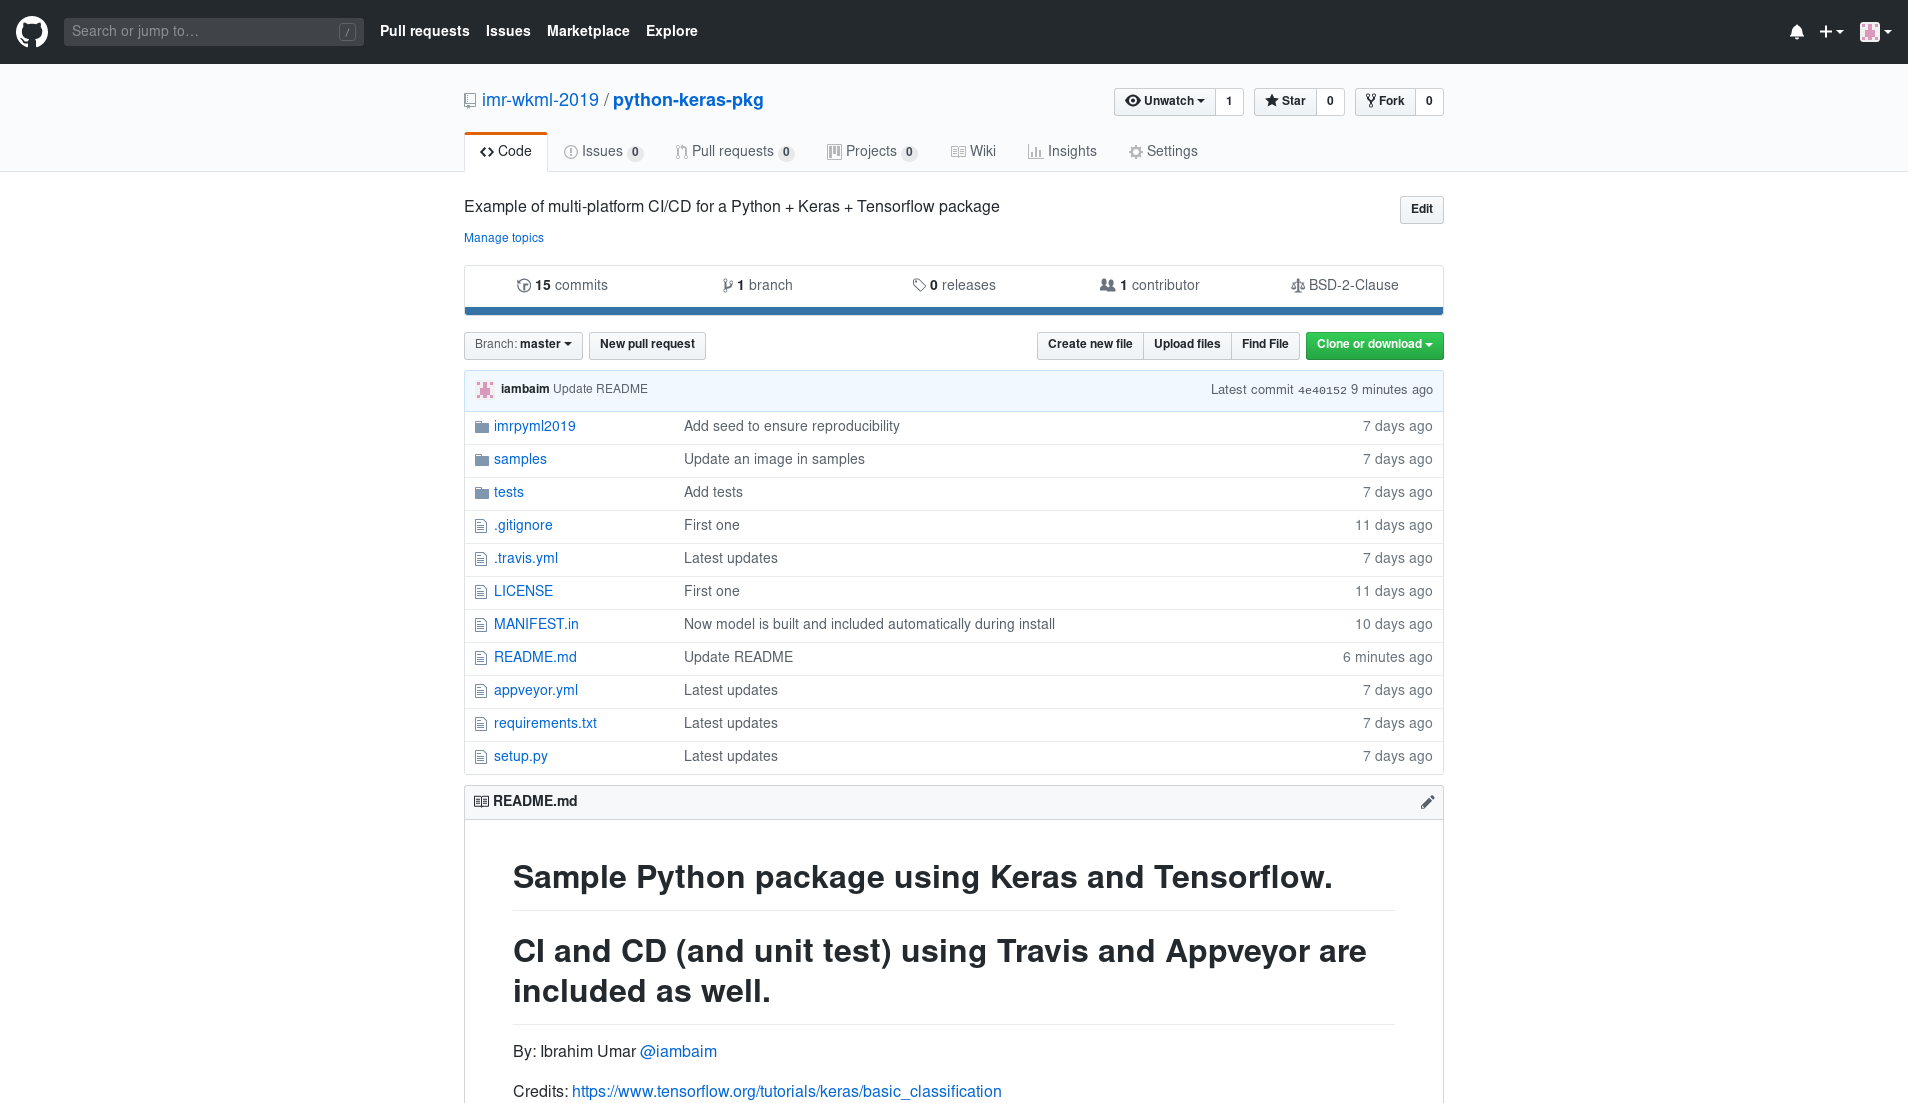 Search or jump to… /
Pull requests Issues Marketplace Explore
imr-wkml-2019 / python-keras-pkg
Unwatch 1 Star 0 Fork 0
Code Issues 0 Pull requests 0 Projects 0 Wiki Insights Settings
Example of multi-platform CI/CD for a Python + Keras + Tensorflow package
Edit
Manage topics
15 commits 1 branch 0 releases 1 contributor BSD-2-Clause
Branch: master New pull request Create new file Upload files Find File Clone or download
iambaim Update README Latest commit 4e40152 9 minutes ago
imrpyml2019 Add seed to ensure reproducibility 7 days ago
samples Update an image in samples 7 days ago
tests Add tests 7 days ago
.gitignore First one 11 days ago
.travis.yml Latest updates 7 days ago
LICENSE First one 11 days ago
MANIFEST.in Now model is built and included automatically during install 10 days ago
README.md Update README 6 minutes ago
appveyor.yml Latest updates 7 days ago
requirements.txt Latest updates 7 days ago
setup.py Latest updates 7 days ago
README.md
Sample Python package using Keras and Tensorflow.
CI and CD (and unit test) using Travis and Appveyor are
included as well.
By: Ibrahim Umar @iambaim
Credits: https://www.tensorflow.org/tutorials/keras/basic_classification